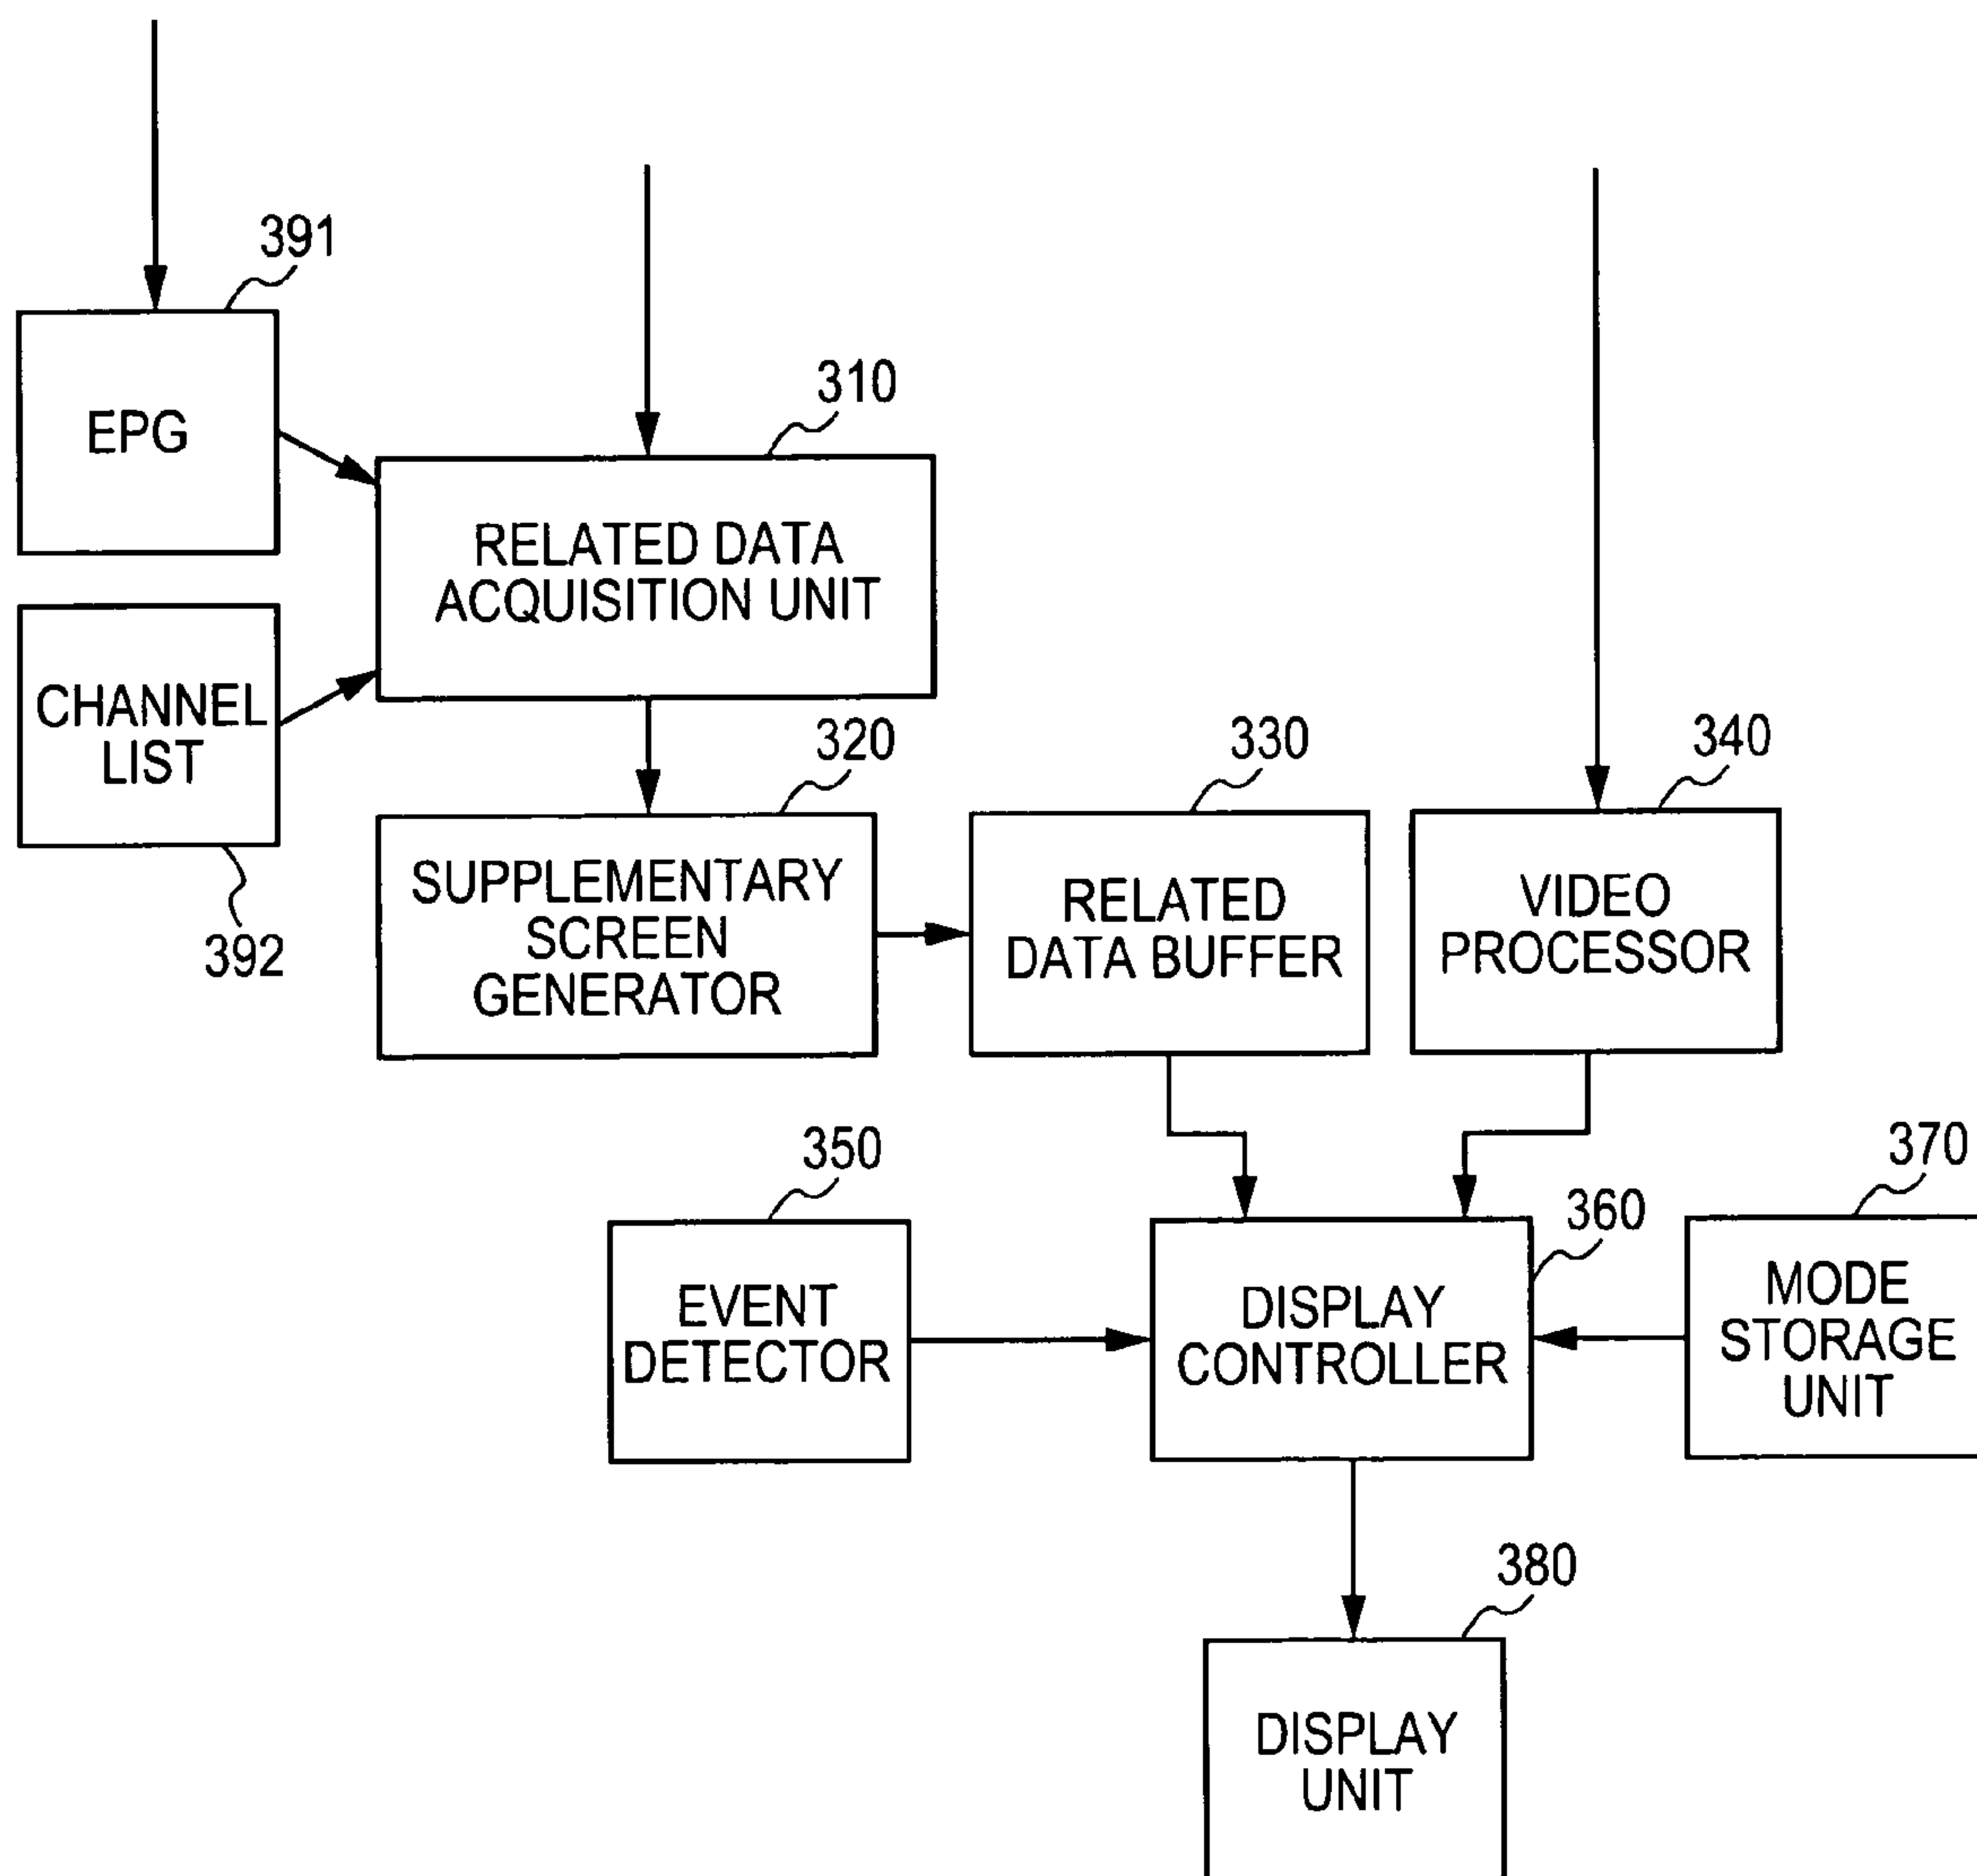 391
EPG
310
RELATED DATA
ACQUISITION UNIT
CHANNEL
LIST
392
320
SUPPLEMENTARY
SCREEN
GENERATOR
330
RELATED
DATA BUFFER
340
VIDEO
PROCESSOR
350
EVENT
DETECTOR
360
DISPLAY
CONTROLLER
370
MODE
STORAGE
UNIT
380
DISPLAY
UNIT